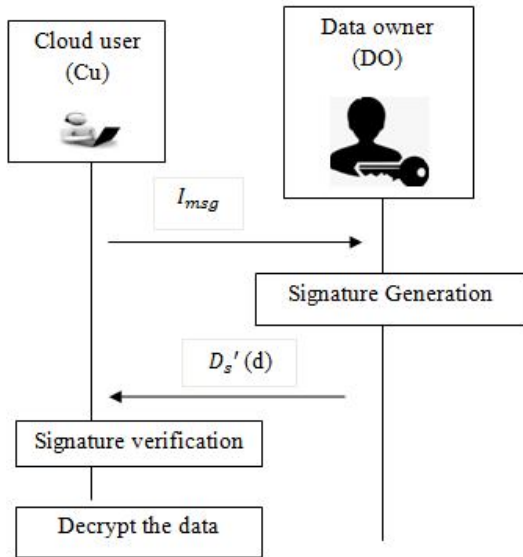 Cloud user
(Cu)
Data owner
(DO)
I_msg
Signature Generation
D_s' (d)
Signature verification
Decrypt the data